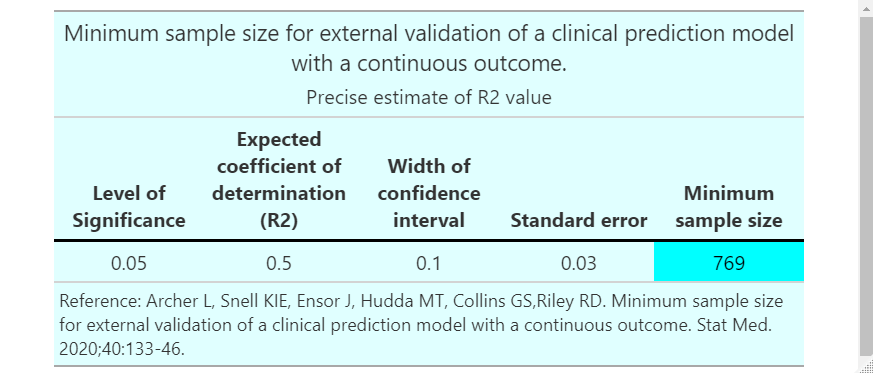 Minimum sample size for external validation of a clinical prediction model
with a continuous outcome.
Precise estimate of R2 value
Level of
Significance
Expected
coefficient of
determination
(R2)
Width of
confidence
interval
Standard error
Minimum
sample size
0.05 0.5 0.1 0.03 769
Reference: Archer L, Snell KIE, Ensor J, Hudda MT, Collins GS,Riley RD. Minimum sample size
for external validation of a clinical prediction model with a continuous outcome. Stat Med.
2020;40:133-46.